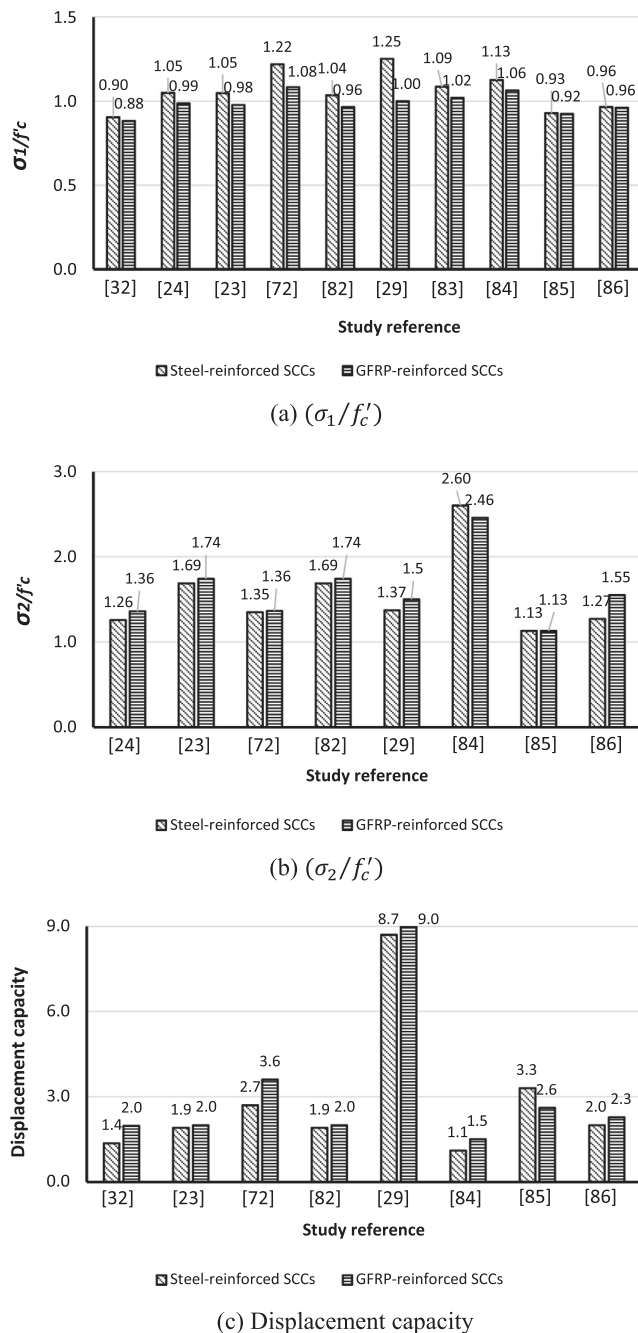 1.5
1.0
0.5
0.0
σ1/f'c
0.90 0.88 1.05 0.99 1.05 0.98 1.22 1.08 1.04 0.96 1.25 1.00 1.09 1.02 1.13 1.06 0.93 0.92 0.96 0.96
[32] [24] [23] [72] [82] [29] [83] [84] [85] [86]
Study reference
Steel-reinforced SCCs GFRP-reinforced SCCs
(a) (σ₁/f′c)
3.0
2.0
1.0
0.0
σ2/f'c
1.26 1.36 1.69 1.74 1.35 1.36 1.69 1.74 1.37 1.5 2.60 2.46 1.13 1.13 1.27 1.55
[24] [23] [72] [82] [29] [84] [85] [86]
Study reference
Steel-reinforced SCCs GFRP-reinforced SCCs
(b) (σ₂/f′c)
9.0
6.0
3.0
0.0
Displacement capacity
1.4 2.0 1.9 2.0 2.7 3.6 1.9 2.0 8.7 9.0 1.1 1.5 3.3 2.6 2.0 2.3
[32] [23] [72] [82] [29] [84] [85] [86]
Study reference
Steel-reinforced SCCs GFRP-reinforced SCCs
(c) Displacement capacity